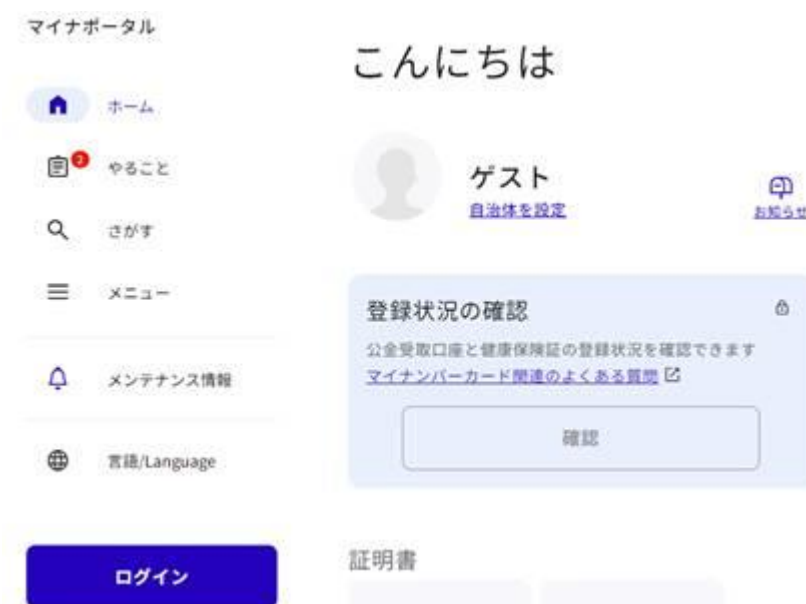 マイナポータル
ホーム
2
やること
さがす
メニュー
メンテナンス情報
言語/Language
ログイン
こんにちは
ゲスト
自治体を設定
お知らせ
登録状況の確認
公金受取口座と健康保険証の登録状況を確認できます
マイナンバーカード関連のよくある質問
確認
証明書